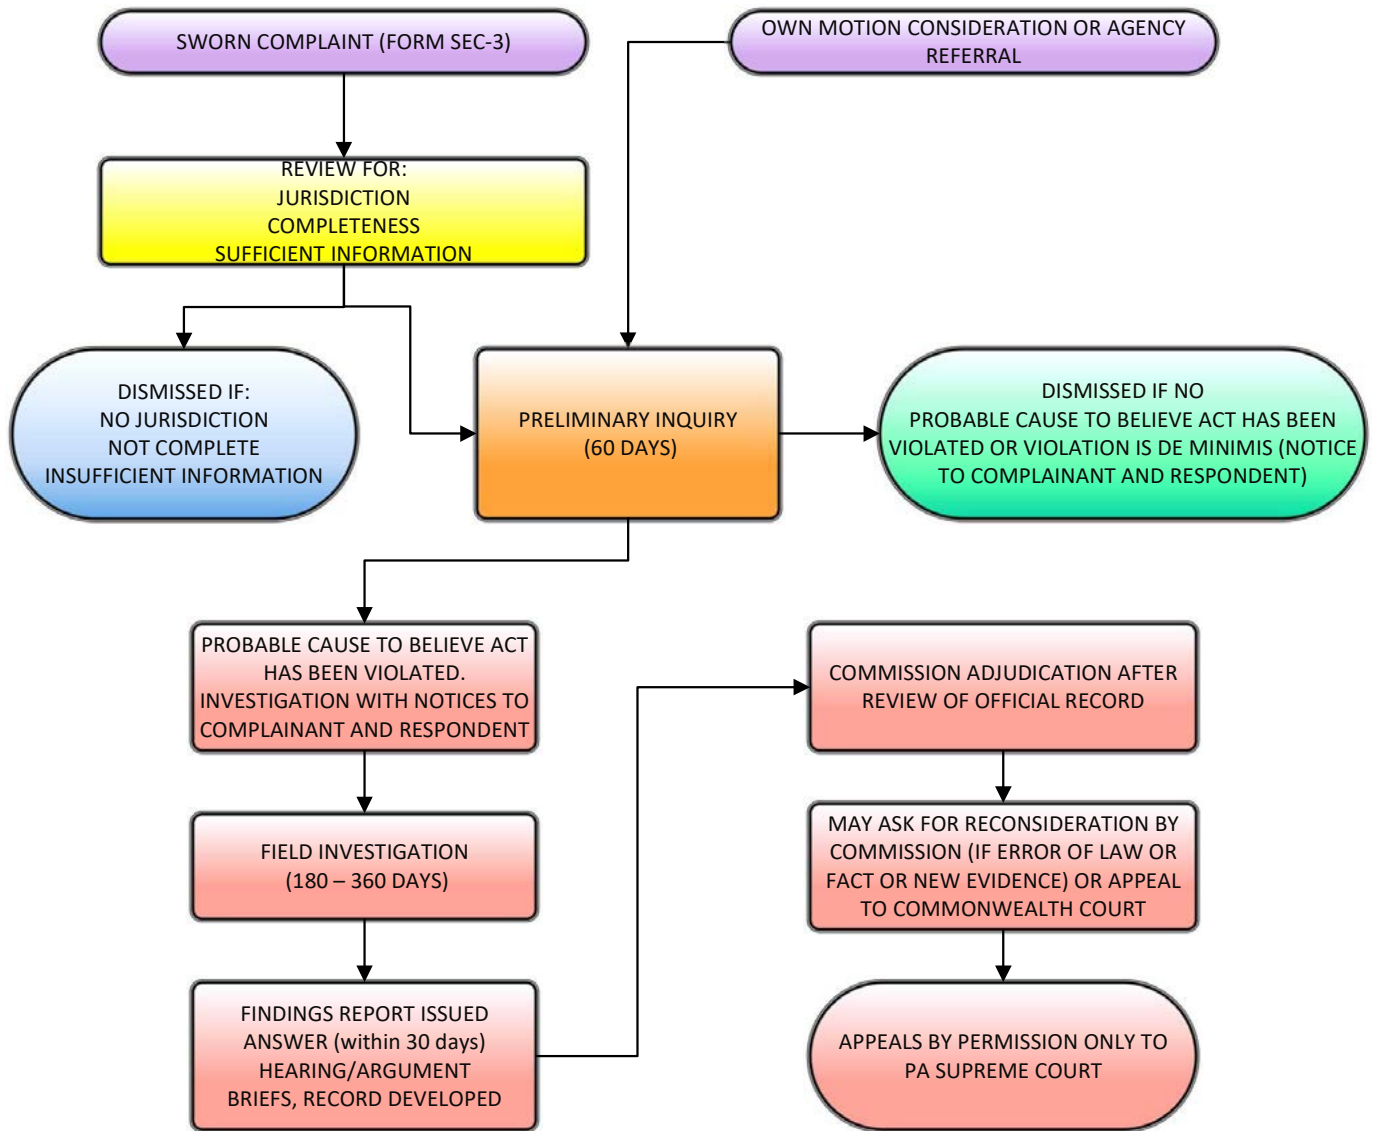 SWORN COMPLAINT (FORM SEC-3)
OWN MOTION CONSIDERATION OR AGENCY
REFERRAL
REVIEW FOR:
JURISDICTION
COMPLETENESS
SUFFICIENT INFORMATION
DISMISSED IF:
NO JURISDICTION
NOT COMPLETE
INSUFFICIENT INFORMATION
PRELIMINARY INQUIRY
(60 DAYS)
DISMISSED IF NO
PROBABLE CAUSE TO BELIEVE ACT HAS BEEN
VIOLATED OR VIOLATION IS DE MINIMIS (NOTICE
TO COMPLAINANT AND RESPONDENT)
PROBABLE CAUSE TO BELIEVE ACT
HAS BEEN VIOLATED.
INVESTIGATION WITH NOTICES TO
COMPLAINANT AND RESPONDENT
FIELD INVESTIGATION
(180 – 360 DAYS)
FINDINGS REPORT ISSUED
ANSWER (within 30 days)
HEARING/ARGUMENT
BRIEFS, RECORD DEVELOPED
COMMISSION ADJUDICATION AFTER
REVIEW OF OFFICIAL RECORD
MAY ASK FOR RECONSIDERATION BY
COMMISSION (IF ERROR OF LAW OR
FACT OR NEW EVIDENCE) OR APPEAL
TO COMMONWEALTH COURT
APPEALS BY PERMISSION ONLY TO
PA SUPREME COURT